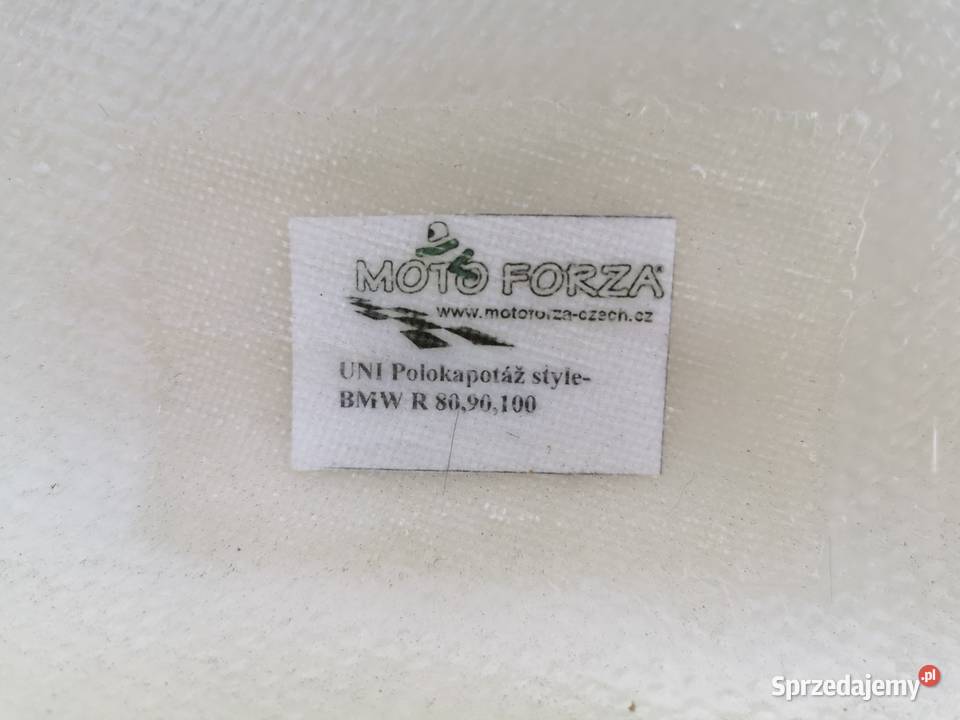 MOTO FORZA
www.motoforza-czech.cz
UNI Polokapotáž style-
BMW R 80,90,100
Sprzedajemy.pl